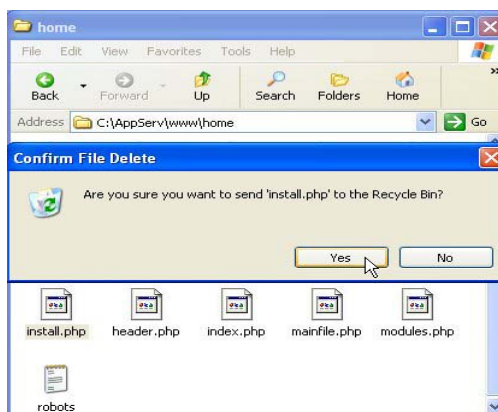 home
File Edit View Favorites Tools Help
Back Forward Up Search Folders Home
Address C:\AppServ\www\home Go
Confirm File Delete
Are you sure you want to send 'install.php' to the Recycle Bin?
Yes No
install.php header.php index.php mainfile.php modules.php
robots